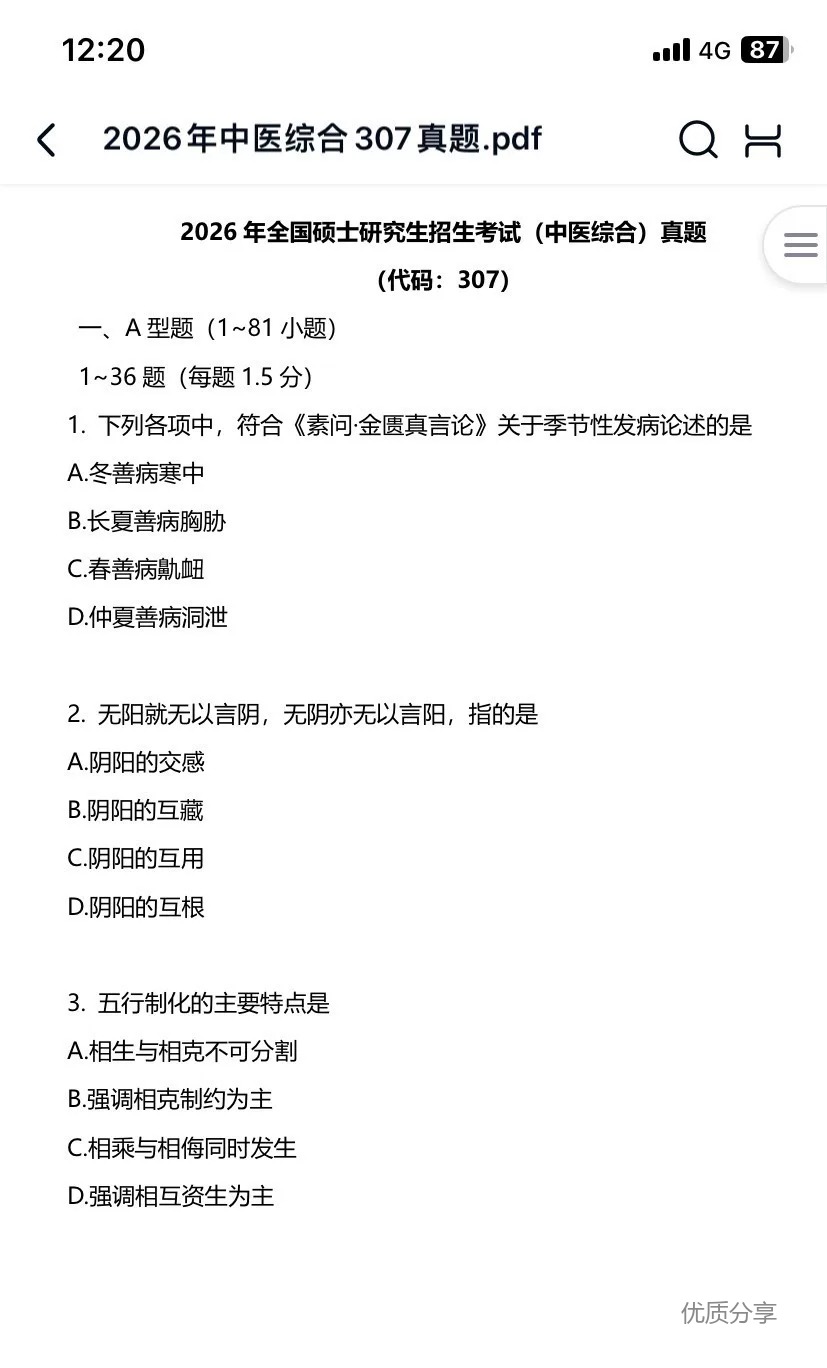 12:20
4G 87
2026年中医综合307真题.pdf
2026 年全国硕士研究生招生考试（中医综合）真题
（代码：307）
一、A 型题（1~81 小题）
1~36 题（每题 1.5 分）
1. 下列各项中，符合《素问·金匮真言论》关于季节性发病论述的是
A.冬善病寒中
B.长夏善病胸胁
C.春善病鼽衄
D.仲夏善病洞泄
2. 无阳就无以言阴，无阴亦无以言阳，指的是
A.阴阳的交感
B.阴阳的互藏
C.阴阳的互用
D.阴阳的互根
3. 五行制化的主要特点是
A.相生与相克不可分割
B.强调相克制约为主
C.相乘与相侮同时发生
D.强调相互资生为主
优质分享